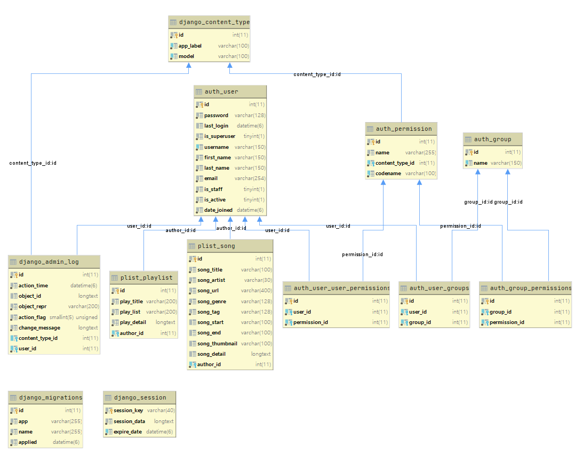 django_content_type
id int(11)
app_label varchar(100)
model varchar(100)
content_type_id:id
auth_user
id int(11)
password varchar(128)
last_login datetime(6)
is_superuser tinyint(1)
username varchar(150)
first_name varchar(150)
last_name varchar(150)
email varchar(254)
is_staff tinyint(1)
is_active tinyint(1)
date_joined datetime(6)
auth_permission
id int(11)
name varchar(255)
content_type_id int(11)
codename varchar(100)
auth_group
id int(11)
name varchar(150)
content_type_id:id
group_id:id group_id:id
user_id:id
author_id:id
author_id:id
user_id:id
user_id:id
permission_id:id
permission_id:id
django_admin_log
id int(11)
action_time datetime(6)
object_id longtext
object_repr varchar(200)
action_flag smallint(5) unsigned
change_message longtext
content_type_id int(11)
user_id int(11)
plist_playlist
id int(11)
play_title varchar(200)
play_list varchar(200)
play_detail longtext
author_id int(11)
plist_song
id int(11)
song_title varchar(100)
song_artist varchar(30)
song_url varchar(400)
song_genre varchar(128)
song_tag varchar(128)
song_start varchar(100)
song_end varchar(100)
song_thumbnail varchar(100)
song_detail longtext
author_id int(11)
auth_user_user_permissions
id int(11)
user_id int(11)
permission_id int(11)
auth_user_groups
id int(11)
user_id int(11)
group_id int(11)
auth_group_permissions
id int(11)
group_id int(11)
permission_id int(11)
django_migrations
id int(11)
app varchar(255)
name varchar(255)
applied datetime(6)
django_session
session_key varchar(40)
session_data longtext
expire_date datetime(6)